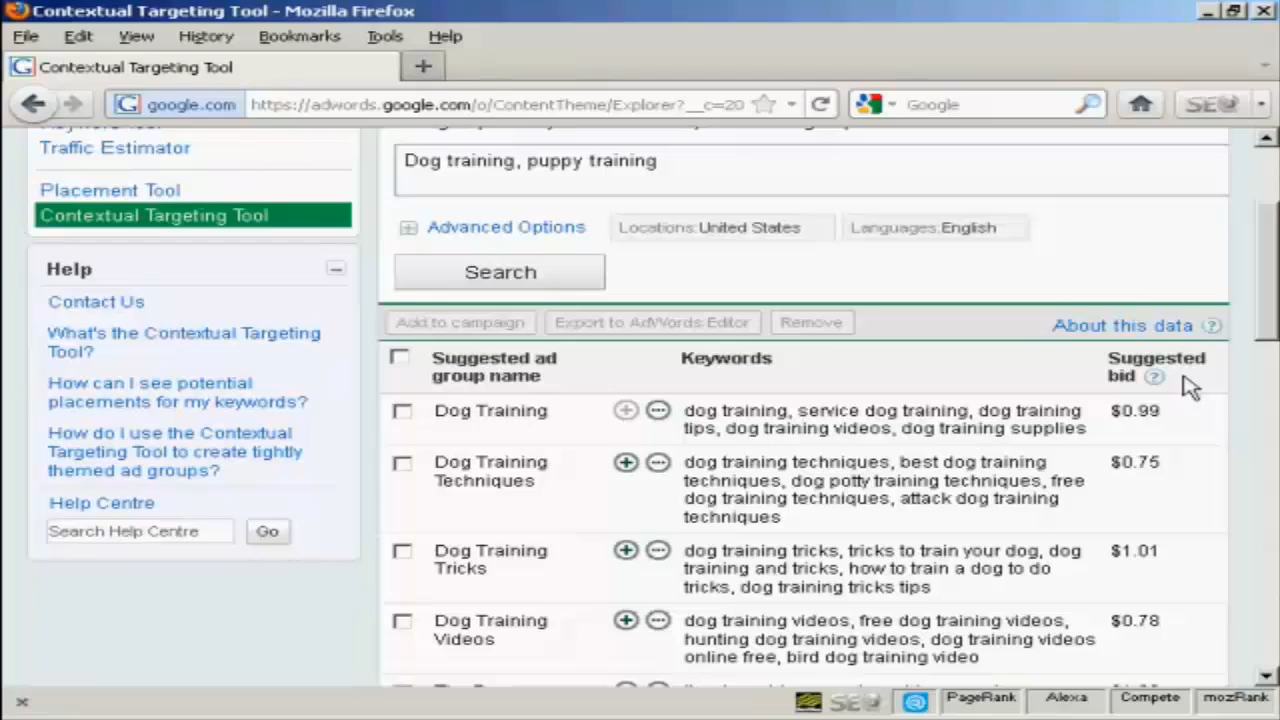 Contextual Targeting Tool - Mozilla Firefox
File Edit View History Bookmarks Tools Help
Contextual Targeting Tool
google.com https://adwords.google.com/o/ContentTheme/Explorer?__c=20 Google
Traffic Estimator
Placement Tool
Contextual Targeting Tool
Help
Contact Us
What's the Contextual Targeting
Tool?
How can I see potential
placements for my keywords?
How do I use the Contextual
Targeting Tool to create tightly
themed ad groups?
Help Centre
Search Help Centre Go
Dog training, puppy training
Advanced Options Locations: United States Languages: English
Search
Add to campaign Export to AdWords Editor Remove About this data ?
Suggested ad Keywords Suggested
group name bid ?
Dog Training dog training, service dog training, dog training $0.99
tips, dog training videos, dog training supplies
Dog Training dog training techniques, best dog training $0.75
Techniques techniques, dog potty training techniques, free
dog training techniques, attack dog training
techniques
Dog Training dog training tricks, tricks to train your dog, dog $1.01
Tricks training and tricks, how to train a dog to do
tricks, dog training tricks tips
Dog Training dog training videos, free dog training videos, $0.78
Videos hunting dog training videos, dog training videos
online free, bird dog training video
PageRank Alexa Compete mozRank